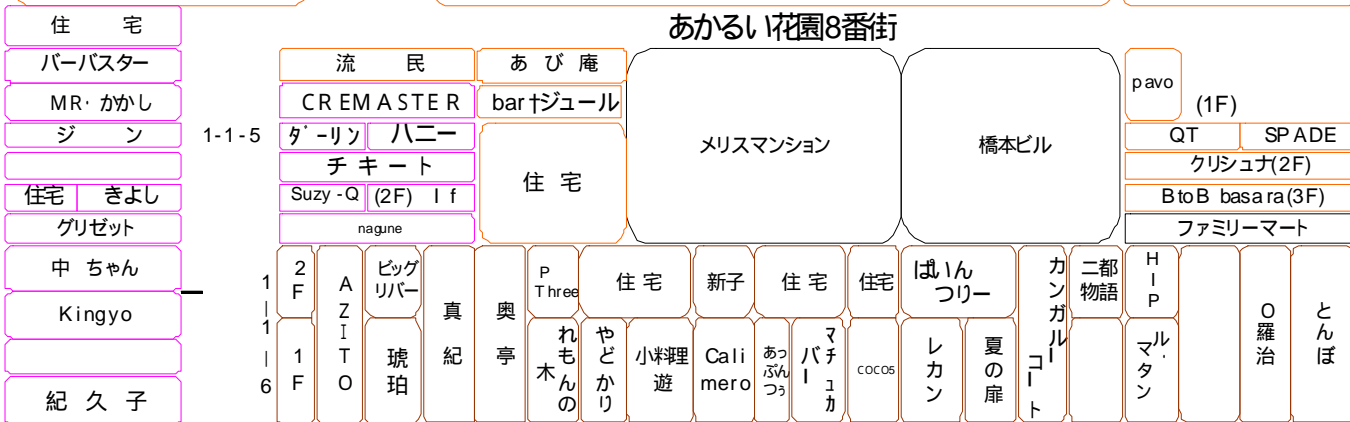 あかるい花園8番街
住 宅
バーバスター
MR・かかし
ジ ン
住宅 きよし
グリゼット
中 ちゃん
Kingyo
紀 久 子
1-1-5
流 民
CREMASTER
ダーリン ハニー
チ キ ー ト
Suzy-Q (2F) If
nagune
あ び 庵
bar †ジュール
住 宅
メリスマンション
橋本ビル
pavo
(1F)
QT SPADE
クリシュナ(2F)
BtoB basara(3F)
ファミリーマート
1-1-6
2F
1F
AZITO
ビッグ
リバー
琥珀
真紀
奥亭
P
Three
住 宅
新子
住 宅
住宅
ぱいん
つりー
カンガルー
コート
二都
物語
HIP
O羅治
とんぼ
れもんの
木
やどかり
小料理
遊
Cali
mero
あっ
ぷん
つぅ
マチュカ
バー
cocos
レカン
夏の扉
ル・
マタン